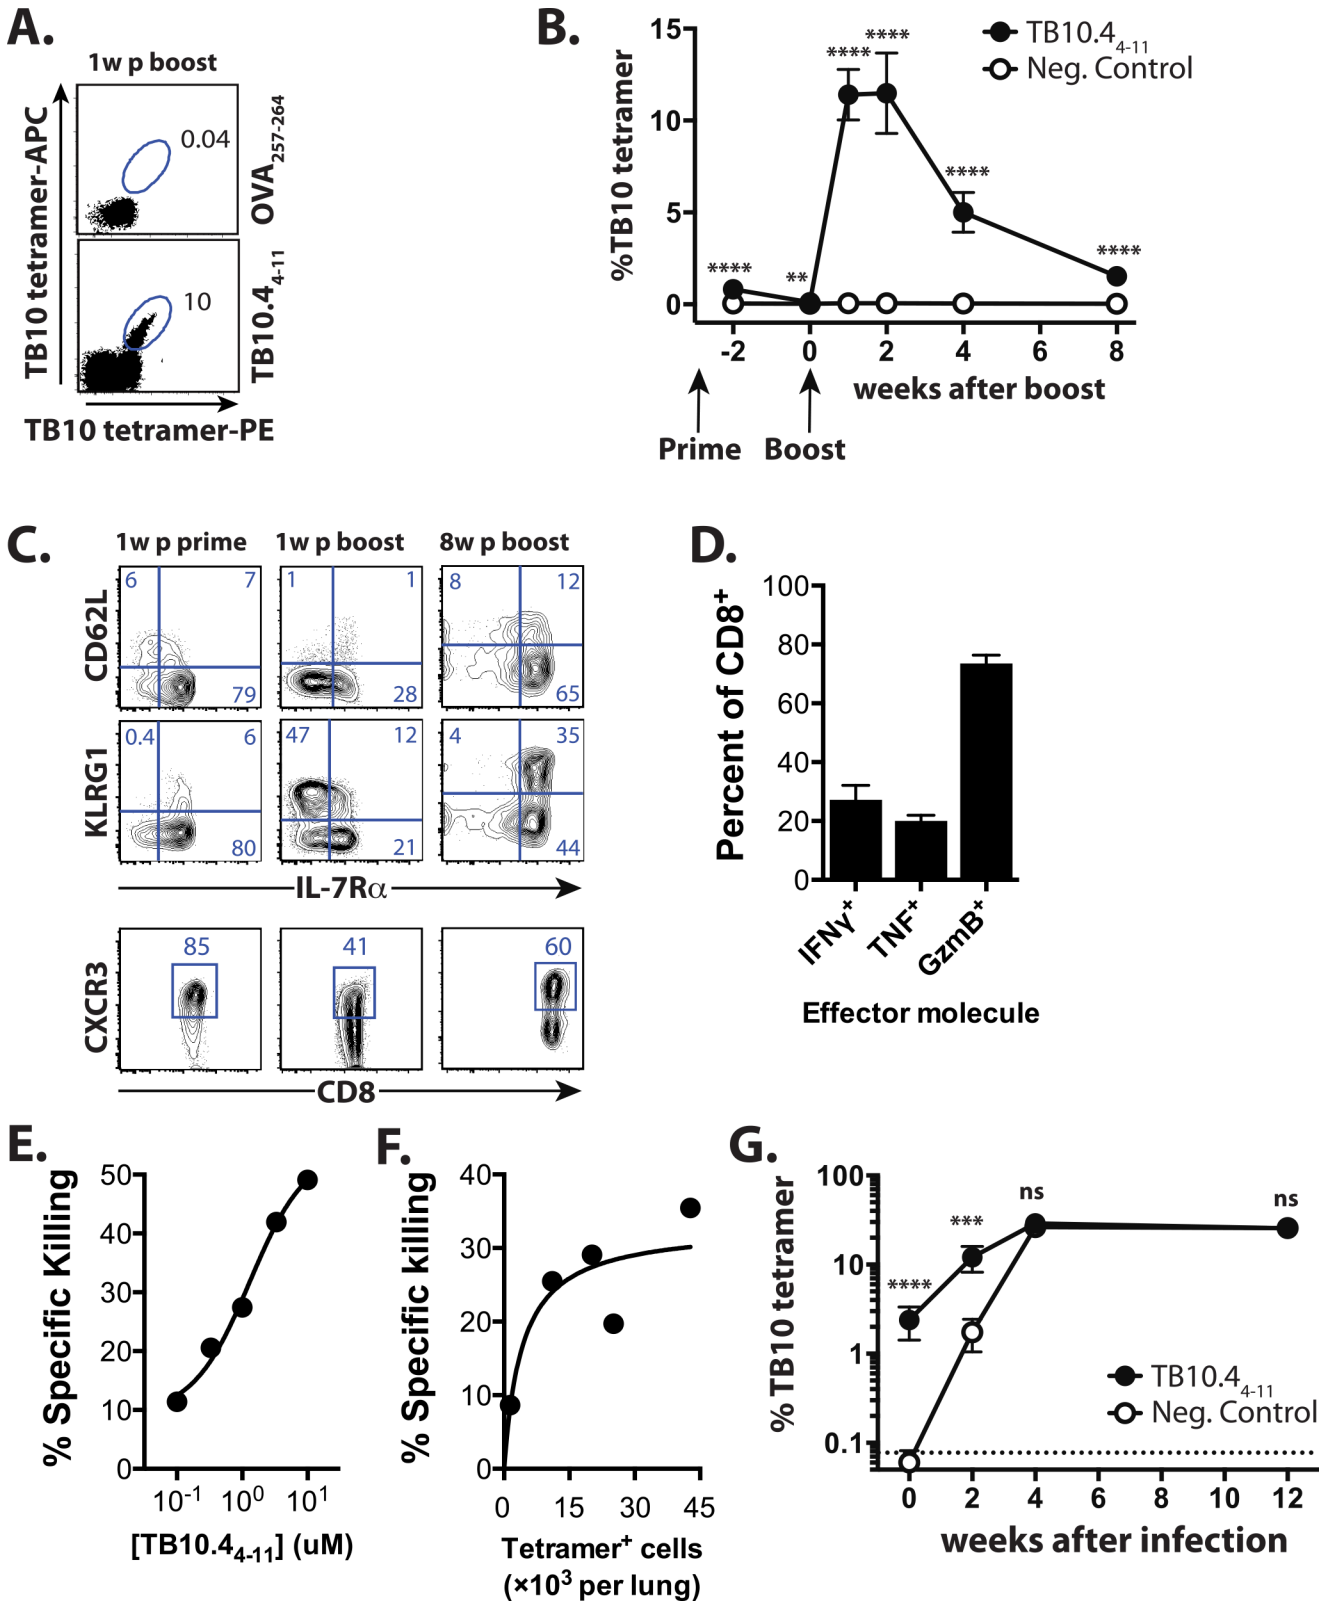 A.
1w p boost
TB10 tetramer-APC
0.04
OVA257-264
10
TB10.44-11
TB10 tetramer-PE
B.
%TB10 tetramer
15
10
5
0
****
**
****
****
****
****
TB10.44-11
Neg. Control
-2 0 2 4 6 8
weeks after boost
Prime Boost
C.
1w p prime 1w p boost 8w p boost
CD62L
6 7
79
1 1
28
8 12
65
KLRG1
0.4 6
80
47 12
21
4 35
44
IL-7Rα
CXCR3
85
41
60
CD8
D.
Percent of CD8+
100
80
60
40
20
0
IFNγ+
TNF+
GzmB+
Effector molecule
E.
% Specific Killing
50
40
30
20
10
0
10-1 100 101
[TB10.44-11] (uM)
F.
% Specific killing
40
30
20
10
0
0 15 30 45
Tetramer+ cells
(×103 per lung)
G.
% TB10 tetramer
100
10
1
0.1
****
***
ns
ns
TB10.44-11
Neg. Control
0 2 4 6 8 10 12
weeks after infection